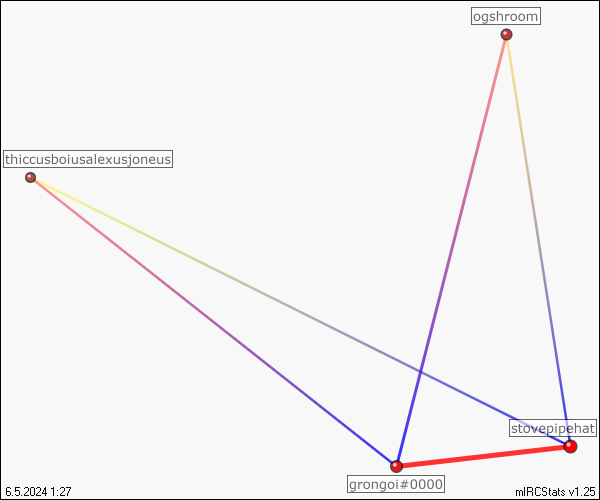 ogshroom
thiccusboiusalexusjoneus
stovepipehat
grongoi#0000
6.5.2024 1:27
mIRCStats v1.25